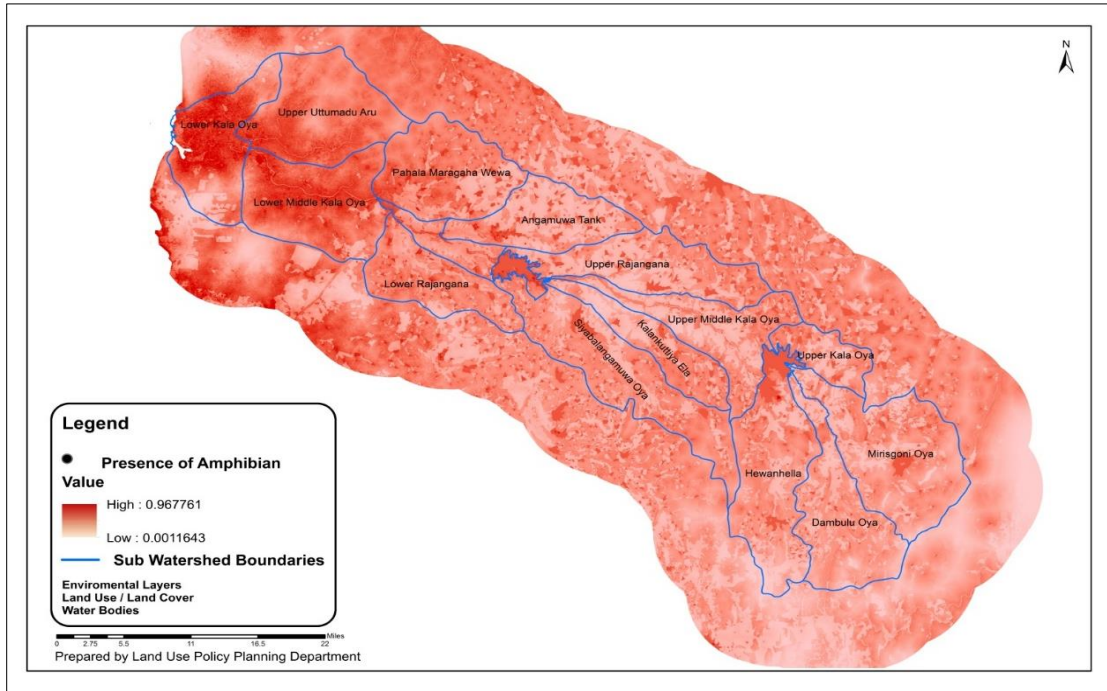 N
Lower Kala Oya
Upper Uttumadu Aru
Pahala Maragaha Wewa
Lower Middle Kala Oya
Angamuwa Tank
Upper Rajangana
Lower Rajangana
Upper Middle Kala Oya
Kalankuttiya Ela
Siyabalangamuwa Oya
Upper Kala Oya
Mirisgoni Oya
Hewanhella
Dambulu Oya
Legend
Presence of Amphibian
Value
High : 0.967761
Low : 0.0011643
Sub Watershed Boundaries
Enviromental Layers
Land Use / Land Cover
Water Bodies
Miles
0 2.75 5.5 11 16.5 22
Prepared by Land Use Policy Planning Department